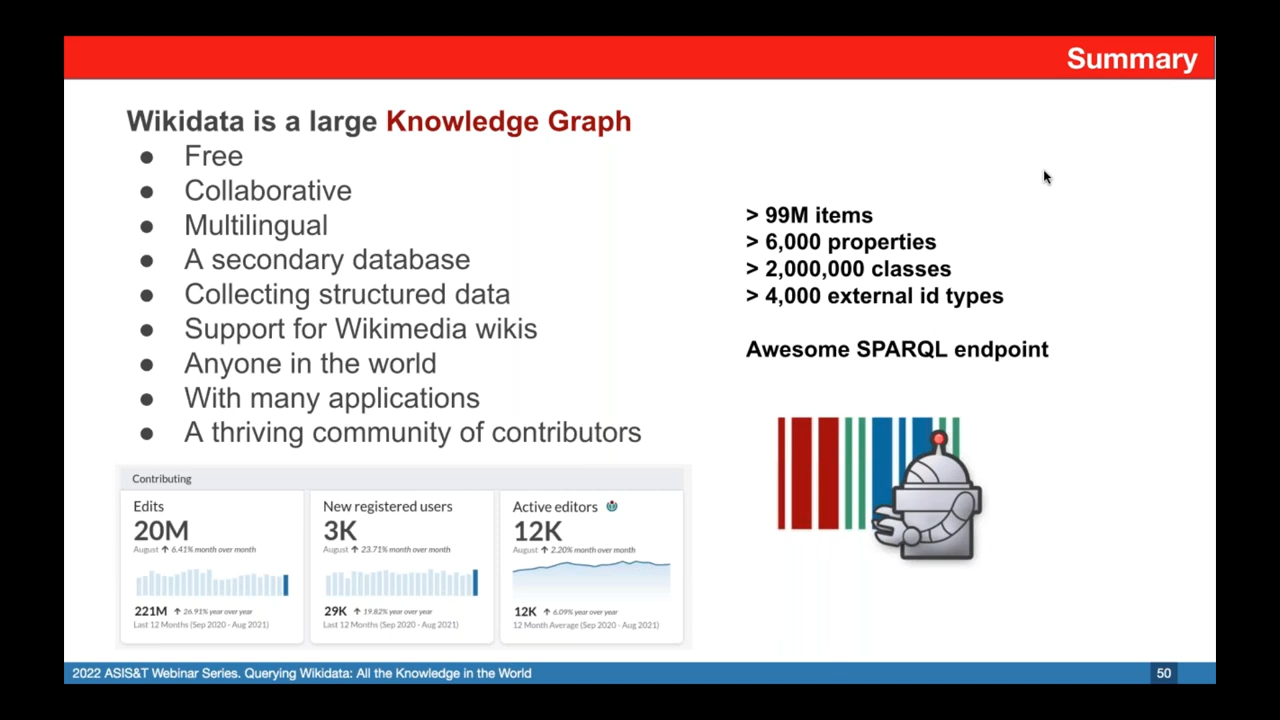 Summary
Wikidata is a large Knowledge Graph
● Free
● Collaborative
● Multilingual
● A secondary database
● Collecting structured data
● Support for Wikimedia wikis
● Anyone in the world
● With many applications
● A thriving community of contributors
> 99M items
> 6,000 properties
> 2,000,000 classes
> 4,000 external id types
Awesome SPARQL endpoint
Contributing
Edits
20M
August ↑ 6.41% month over month
221M ↑ 26.91% year over year
Last 12 Months (Sep 2020 - Aug 2021)
New registered users
3K
August ↑ 23.71% month over month
29K ↑ 19.82% year over year
Last 12 Months (Sep 2020 - Aug 2021)
Active editors
12K
August ↑ 2.20% month over month
12K ↑ 6.09% year over year
12 Month Average (Sep 2020 - Aug 2021)
2022 ASIS&T Webinar Series. Querying Wikidata: All the Knowledge in the World
50